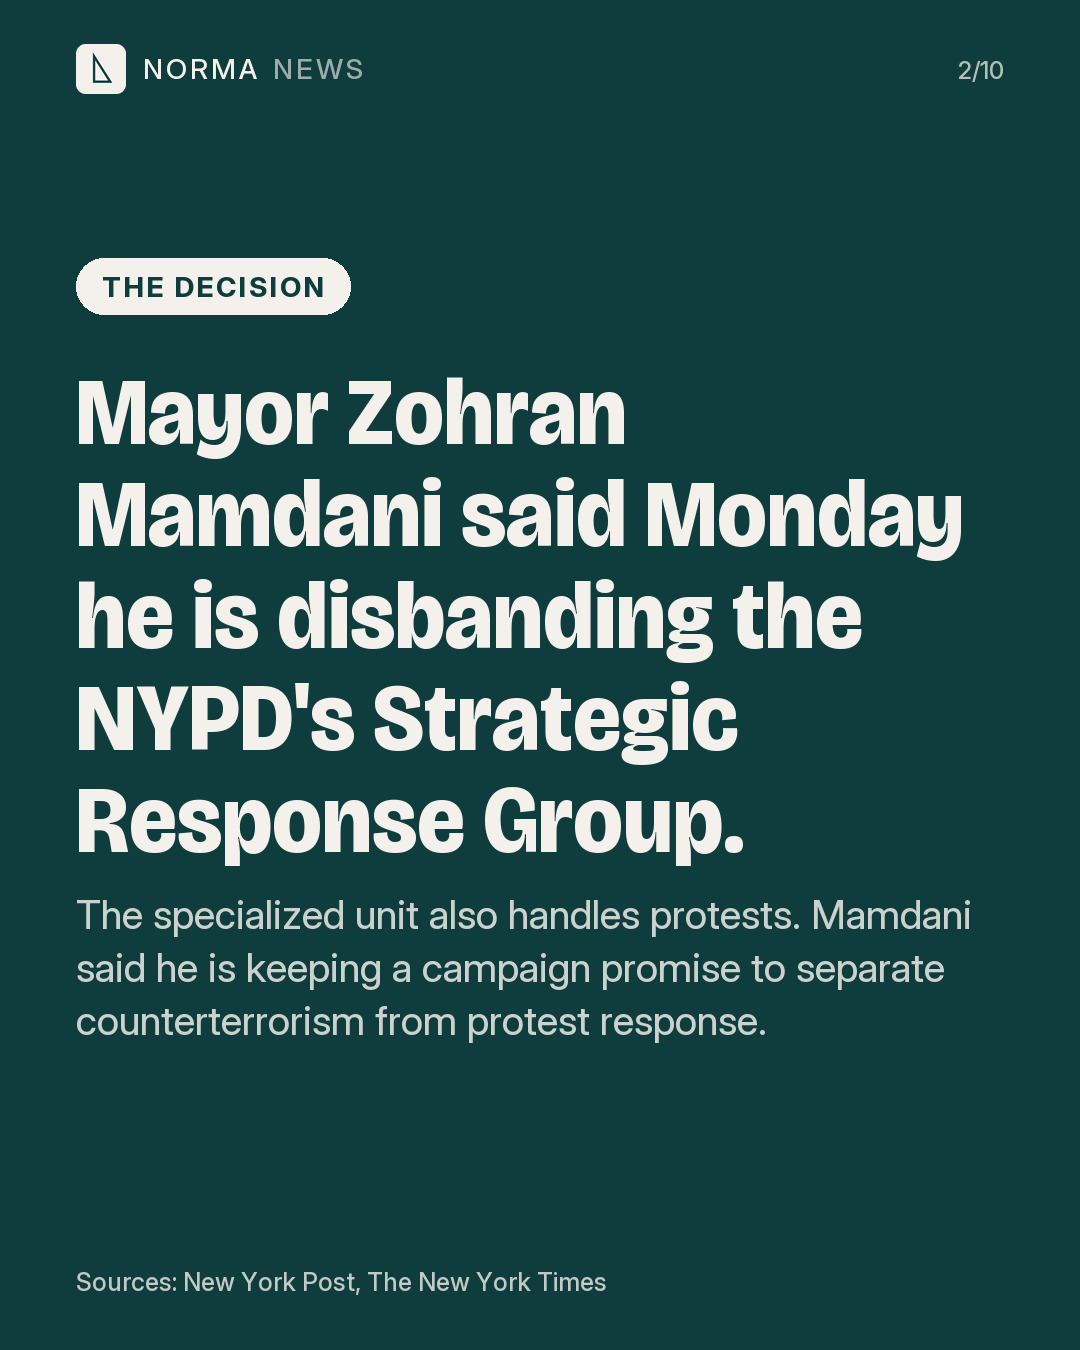 NORMA NEWS
2/10
THE DECISION
Mayor Zohran
Mamdani said Monday
he is disbanding the
NYPD's Strategic
Response Group.
The specialized unit also handles protests. Mamdani
said he is keeping a campaign promise to separate
counterterrorism from protest response.
Sources: New York Post, The New York Times